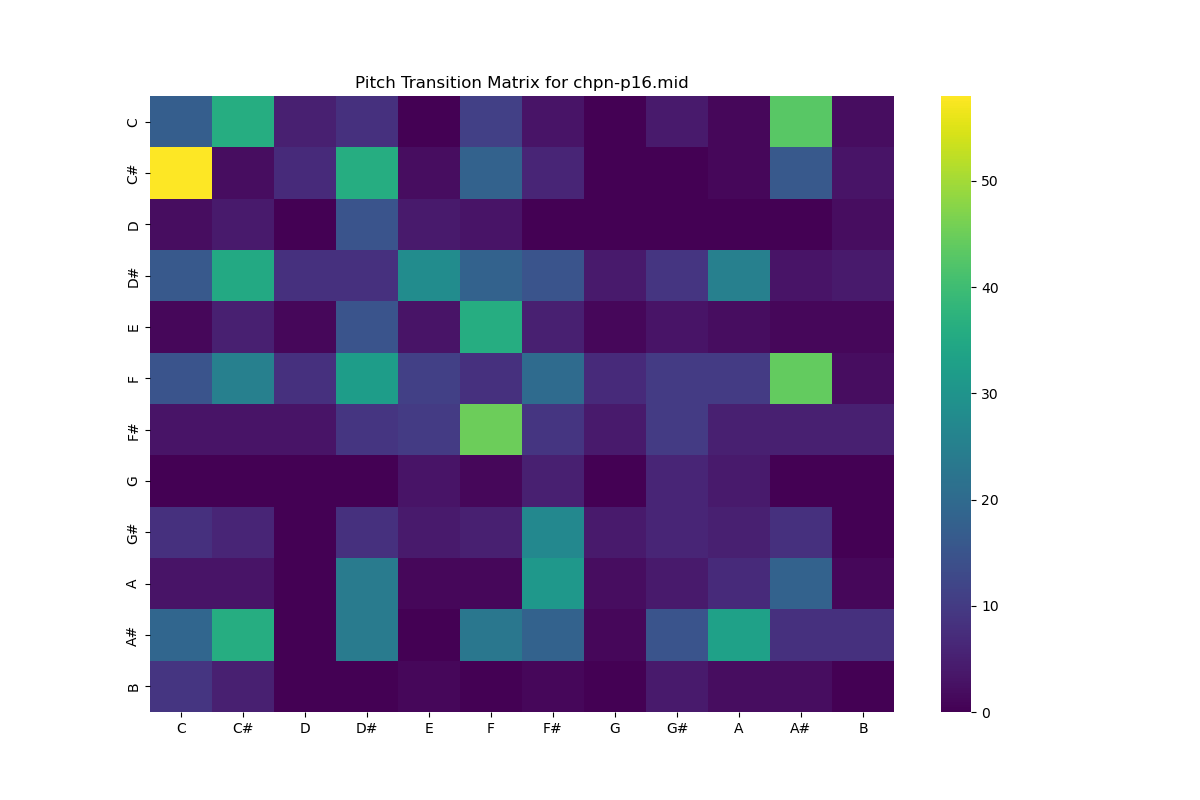 Pitch Transition Matrix for chpn-p16.mid
C
C#
D
D#
E
F
F#
G
G#
A
A#
B
C C# D D# E F F# G G# A A# B
50
40
30
20
10
0